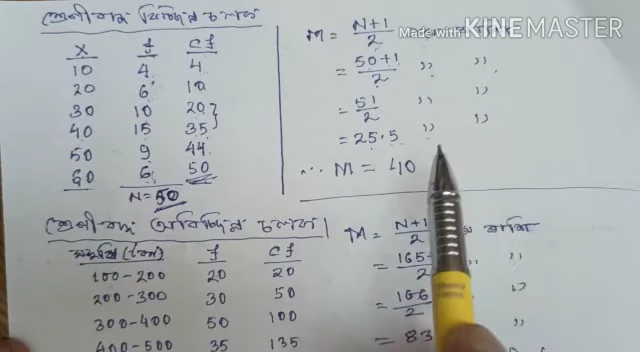 শ্রেণীবদ্ধ বিচ্ছিন্ন চলক
X f cf
10 4 4
20 6 10
30 10 20
40 15 35
50 9 44
60 6 50
N = 50
M = N+1/2
Made with KINEMASTER
= 50+1/2 ,, ,,
= 51/2 ,, ,,
= 25.5 ,, ,,
∴ M = 40
শ্রেণীবদ্ধ অবিচ্ছিন্ন চলক।
f cf
100-200 20 20
200-300 30 50
300-400 50 100
400-500 35 135
M = N+1/2 রাশি
= 165+/2 ,,
= 166/2 ,,
= 83 ,,